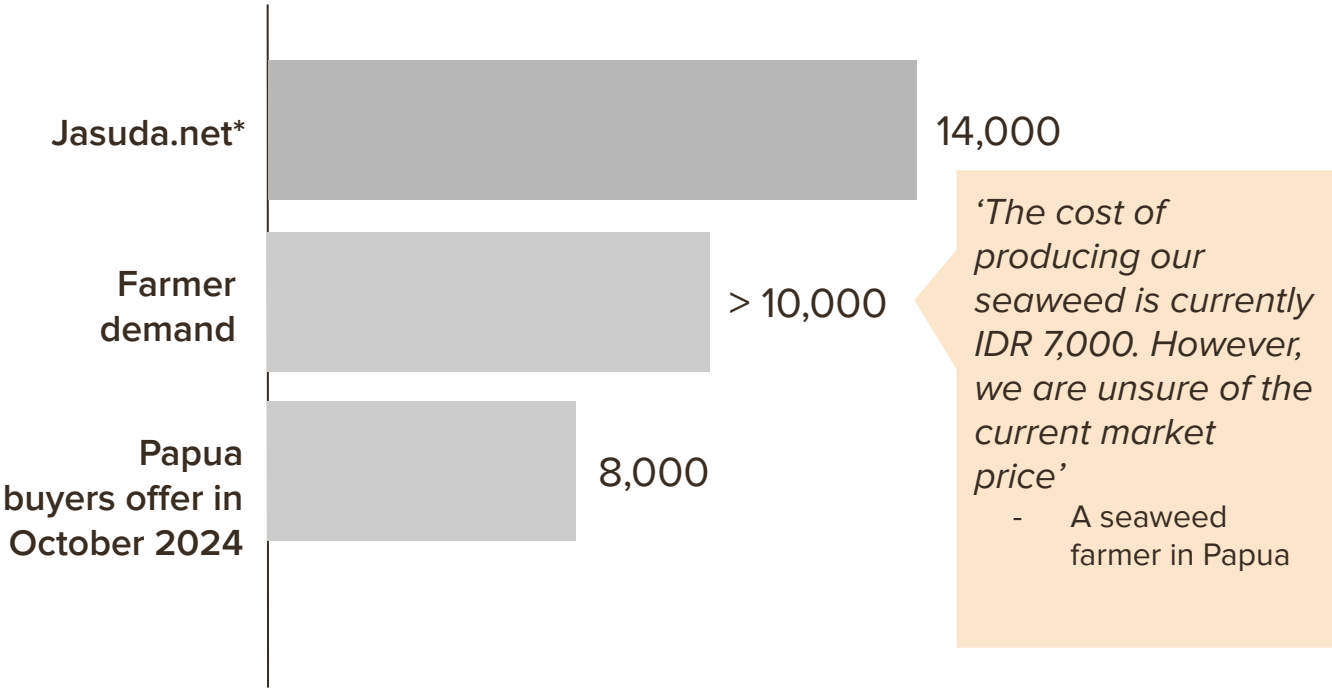 Jasuda.net*
14,000
Farmer
demand
> 10,000
Papua
buyers offer in
October 2024
8,000
‘The cost of
producing our
seaweed is currently
IDR 7,000. However,
we are unsure of the
current market
price’
- A seaweed
farmer in Papua